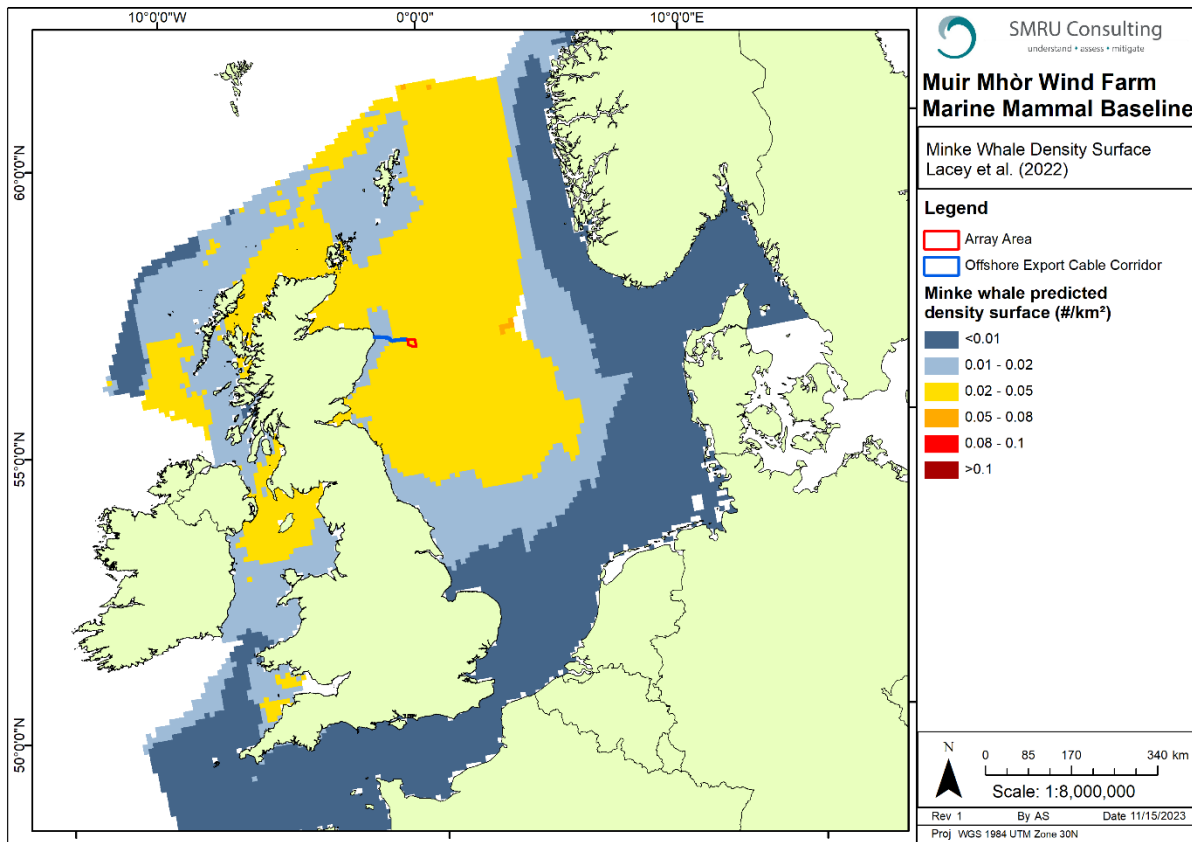 10°0'0"W
0°0'0"
10°0'0"E
60°0'0"N
55°0'0"N
50°0'0"N
SMRU Consulting
understand • assess • mitigate
Muir Mhòr Wind Farm
Marine Mammal Baseline
Minke Whale Density Surface
Lacey et al. (2022)
Legend
Array Area
Offshore Export Cable Corridor
Minke whale predicted
density surface (#/km²)
<0.01
0.01 - 0.02
0.02 - 0.05
0.05 - 0.08
0.08 - 0.1
>0.1
N
0 85 170 340 km
Scale: 1:8,000,000
Rev 1 By AS Date 11/15/2023
Proj WGS 1984 UTM Zone 30N